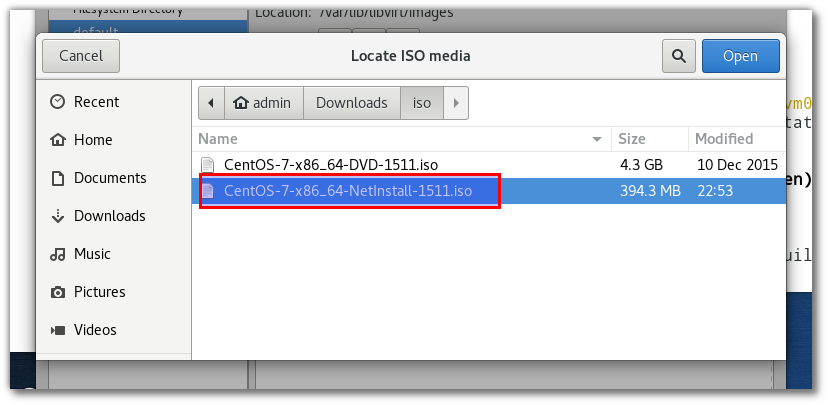 Filesystem Directory
Location: /var/lib/libvirt/images
default
Cancel
Locate ISO media
Open
Recent
Home
Documents
Downloads
Music
Pictures
Videos
admin
Downloads
iso
Name
Size
Modified
CentOS-7-x86_64-DVD-1511.iso 4.3 GB 10 Dec 2015
CentOS-7-x86_64-NetInstall-1511.iso 394.3 MB 22:53
vm0
tat
en)
uil